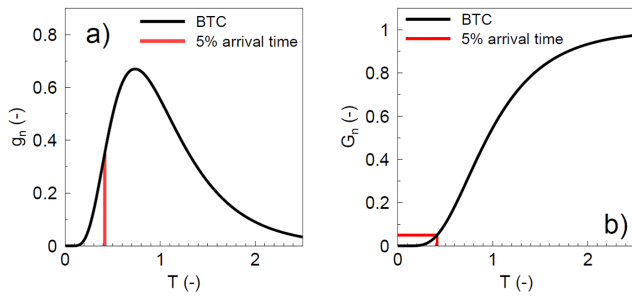 a)
BTC
5% arrival time
0.8
0.6
0.4
0.2
0
gₙ (-)
0
1
2
T (-)
BTC
5% arrival time
1
0.8
0.6
0.4
0.2
0
Gₙ (-)
b)
0
1
2
T (-)